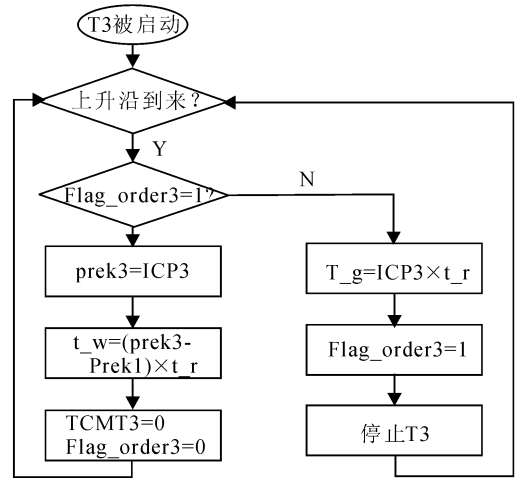 T3被启动
上升沿到来?
Y
Flag_order3=1?
N
prek3=ICP3
T_g=ICP3×t_r
t_w=(prek3-
Prek1)×t_r
Flag_order3=1
TCMT3=0
Flag_order3=0
停止T3